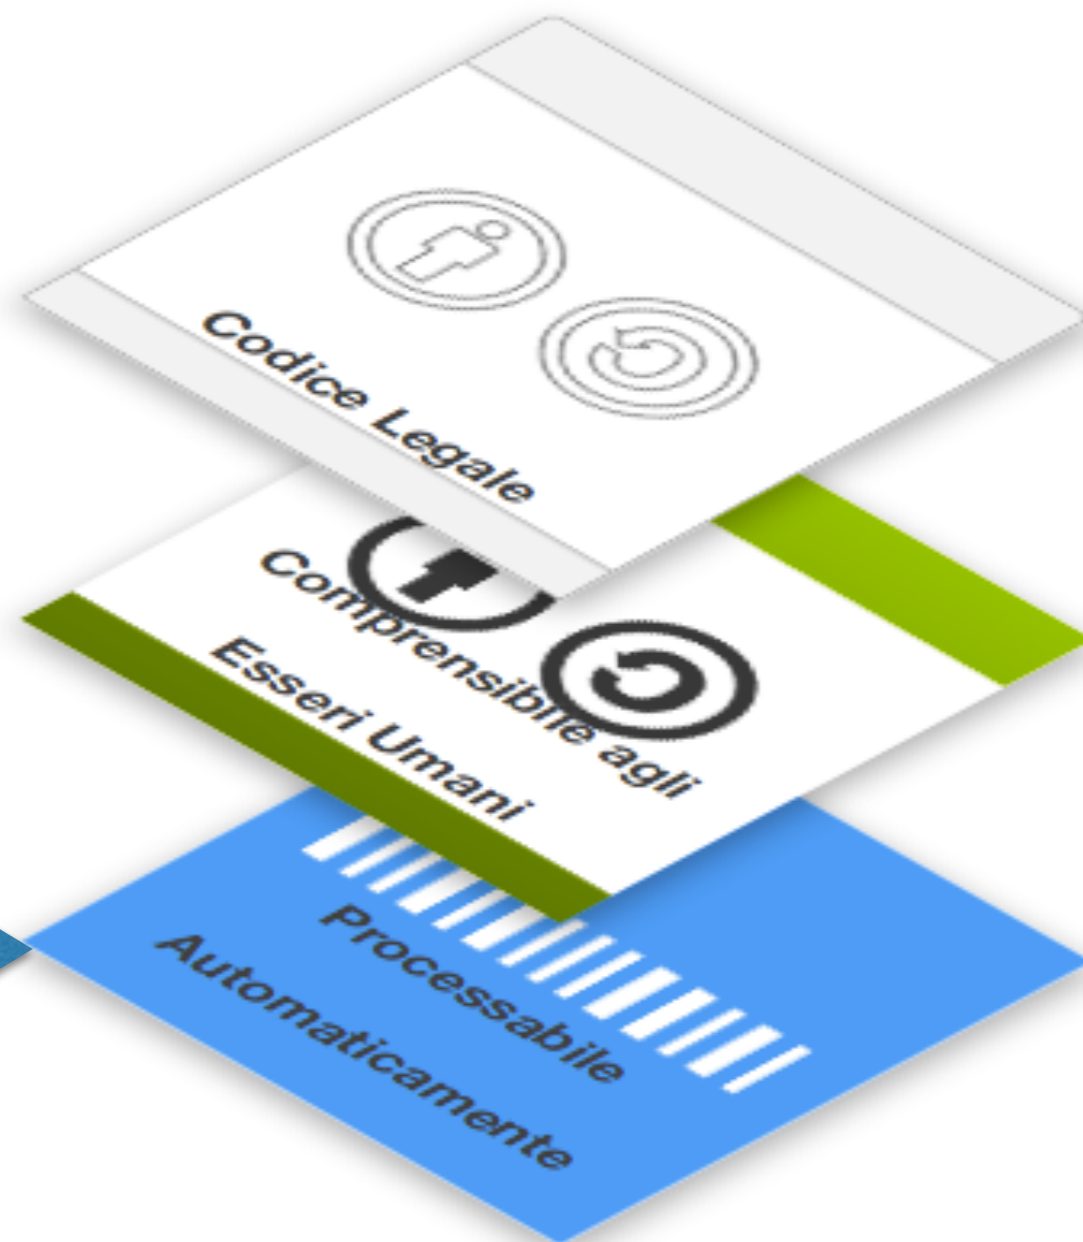 Codice Legale
Comprensibile agli
Esseri Umani
Processabile
Automaticamente